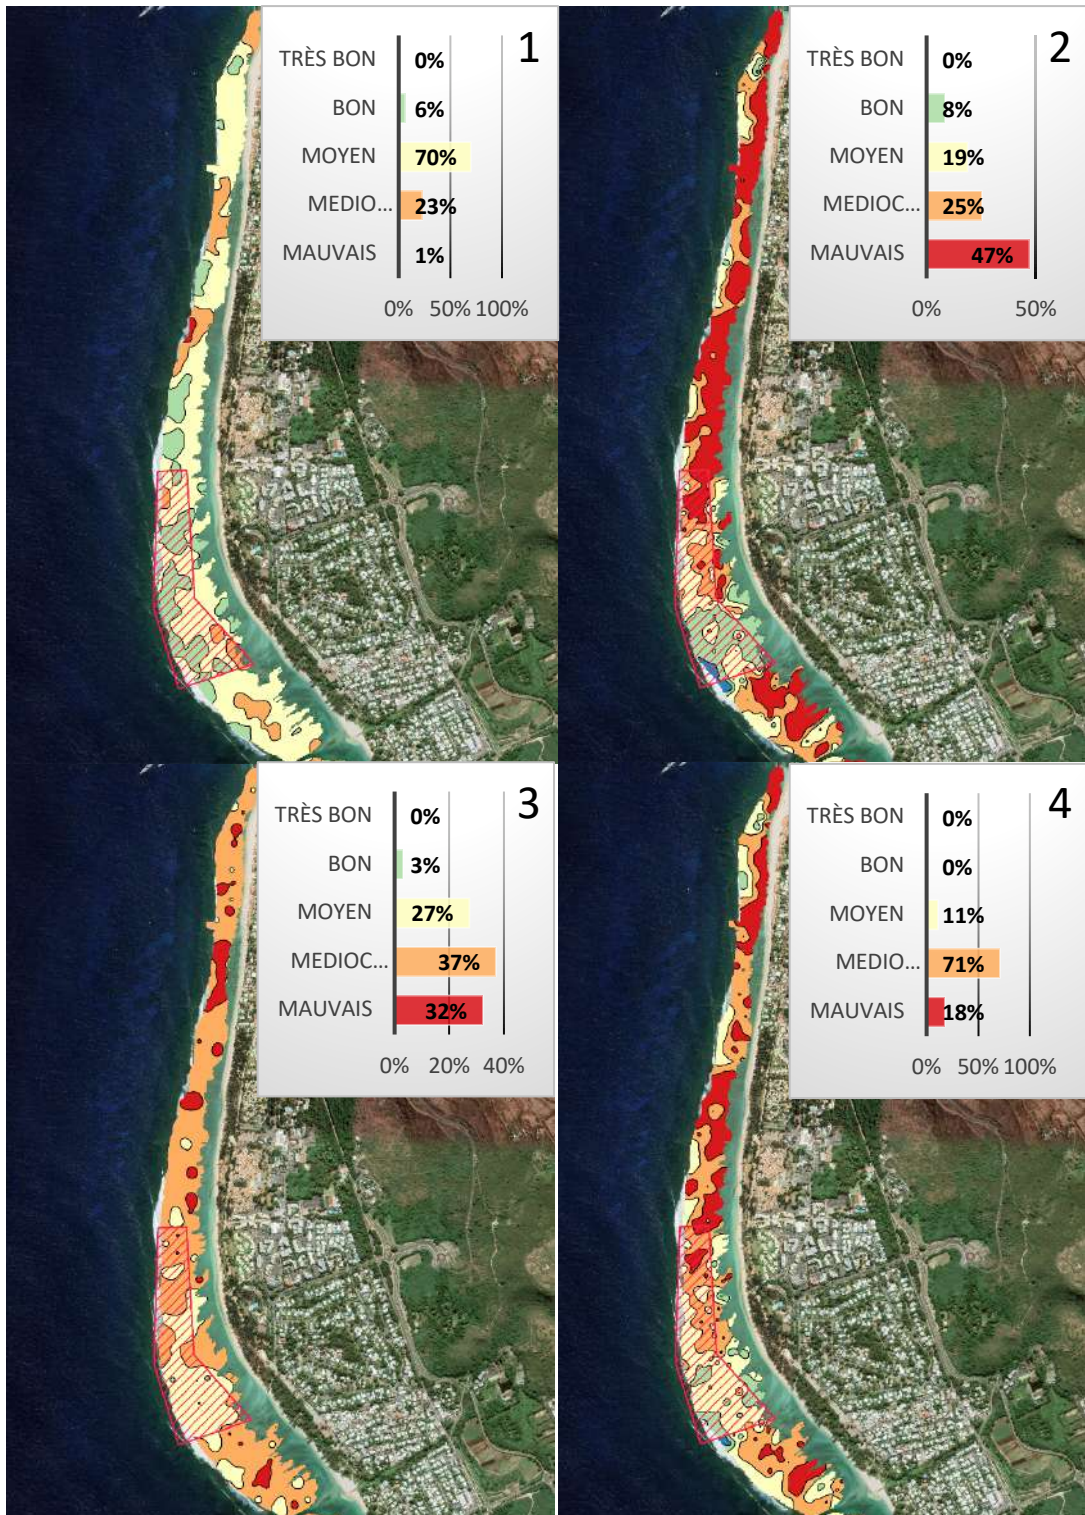 1
TRÈS BON 0%
BON 6%
MOYEN 70%
MEDIO... 23%
MAUVAIS 1%
0% 50% 100%
2
TRÈS BON 0%
BON 8%
MOYEN 19%
MEDIOC... 25%
MAUVAIS 47%
0% 50%
3
TRÈS BON 0%
BON 3%
MOYEN 27%
MEDIOC... 37%
MAUVAIS 32%
0% 20% 40%
4
TRÈS BON 0%
BON 0%
MOYEN 11%
MEDIO... 71%
MAUVAIS 18%
0% 50% 100%